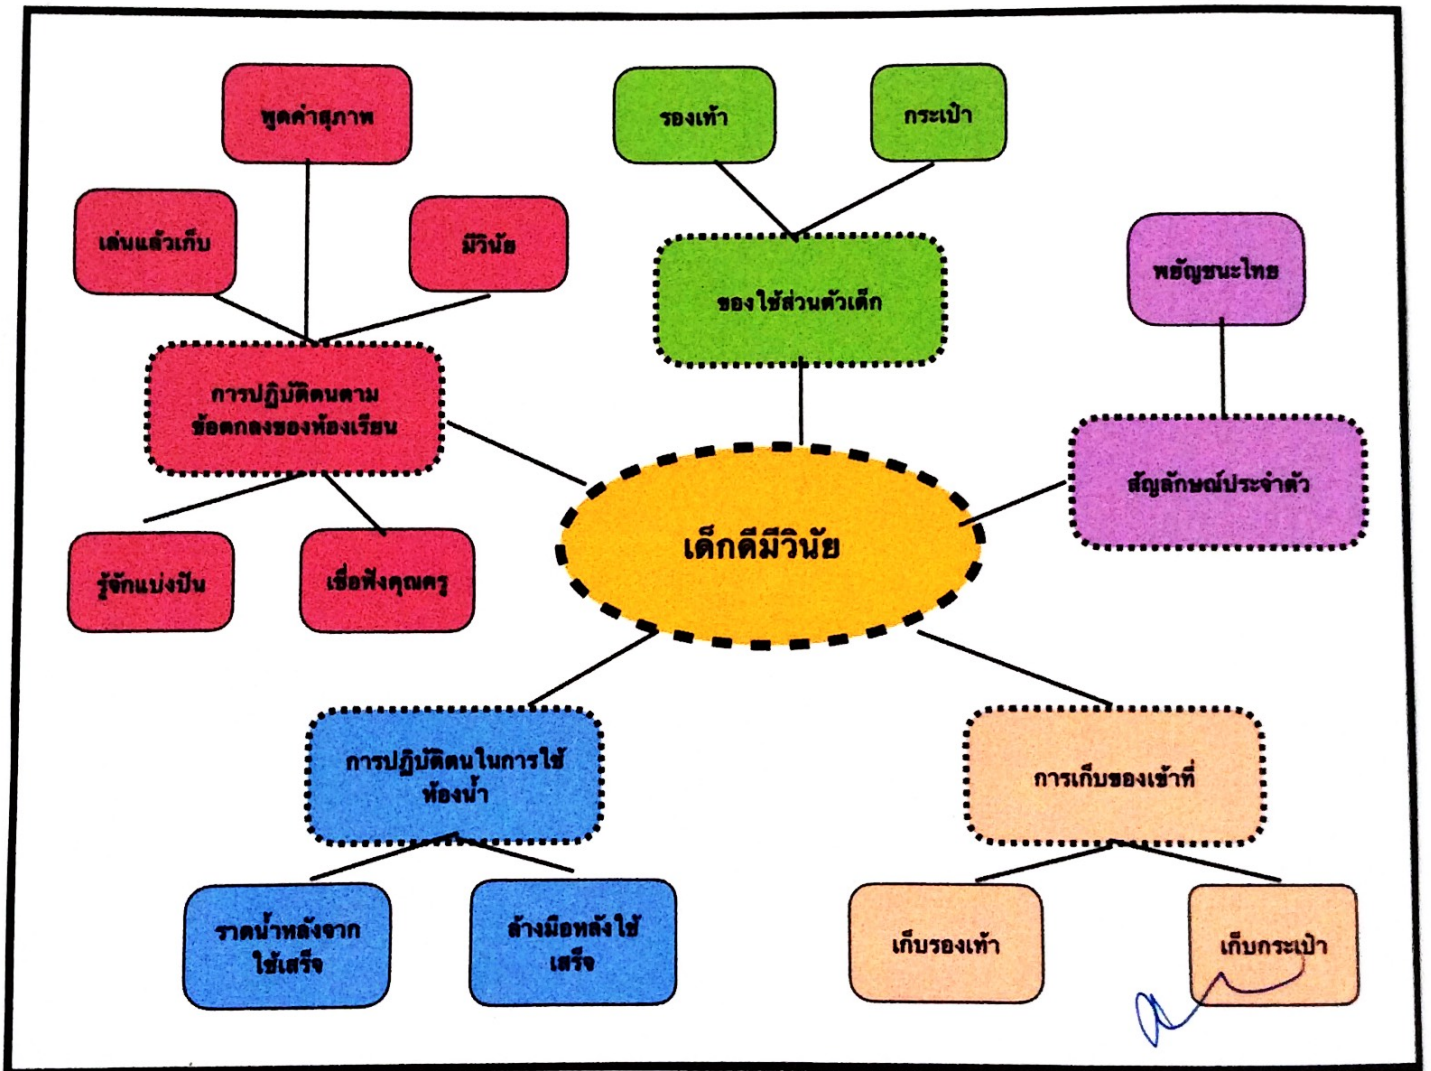 พูดคำสุภาพ
รองเท้า
กระเป๋า
เล่นแล้วเก็บ
มีวินัย
ของใช้ส่วนตัวเด็ก
พยัญชนะไทย
การปฏิบัติตนตาม
ข้อตกลงของห้องเรียน
สัญลักษณ์ประจำตัว
เด็กดีมีวินัย
รู้จักแบ่งปัน
เชื่อฟังคุณครู
การปฏิบัติตนในการใช้
ห้องน้ำ
การเก็บของเข้าที่
ราดน้ำหลังจาก
ใช้เสร็จ
ล้างมือหลังใช้
เสร็จ
เก็บรองเท้า
เก็บกระเป๋า